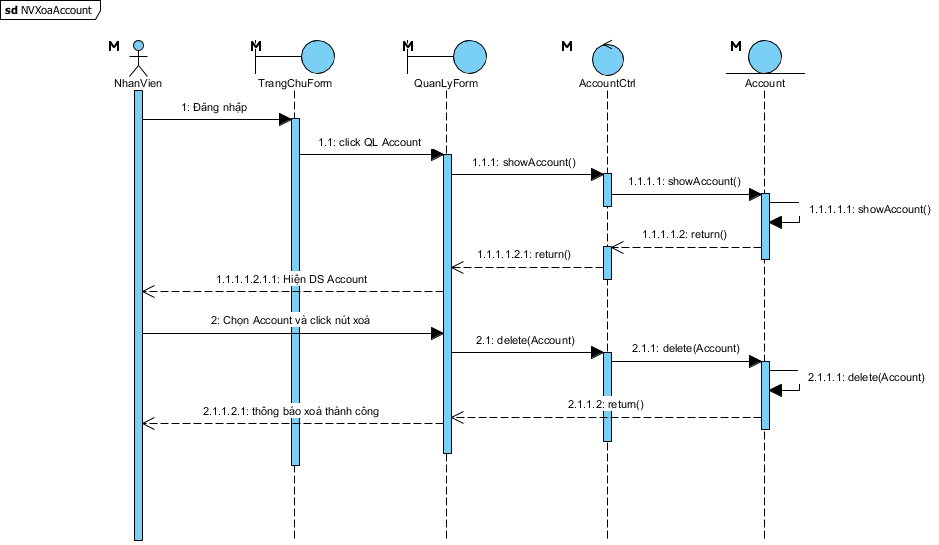 sd NVXoaAccount
M
M
M
M
M
NhanVien
TrangChuForm
QuanLyForm
AccountCtrl
Account
1: Đăng nhập
1.1: click QL Account
1.1.1: showAccount()
1.1.1.1: showAccount()
1.1.1.1.1: showAccount()
1.1.1.1.2: return()
1.1.1.1.2.1: return()
1.1.1.1.2.1.1: Hiện DS Account
2: Chọn Account và click nút xoá
2.1: delete(Account)
2.1.1: delete(Account)
2.1.1.1: delete(Account)
2.1.1.2: return()
2.1.1.2.1: thông báo xoá thành công